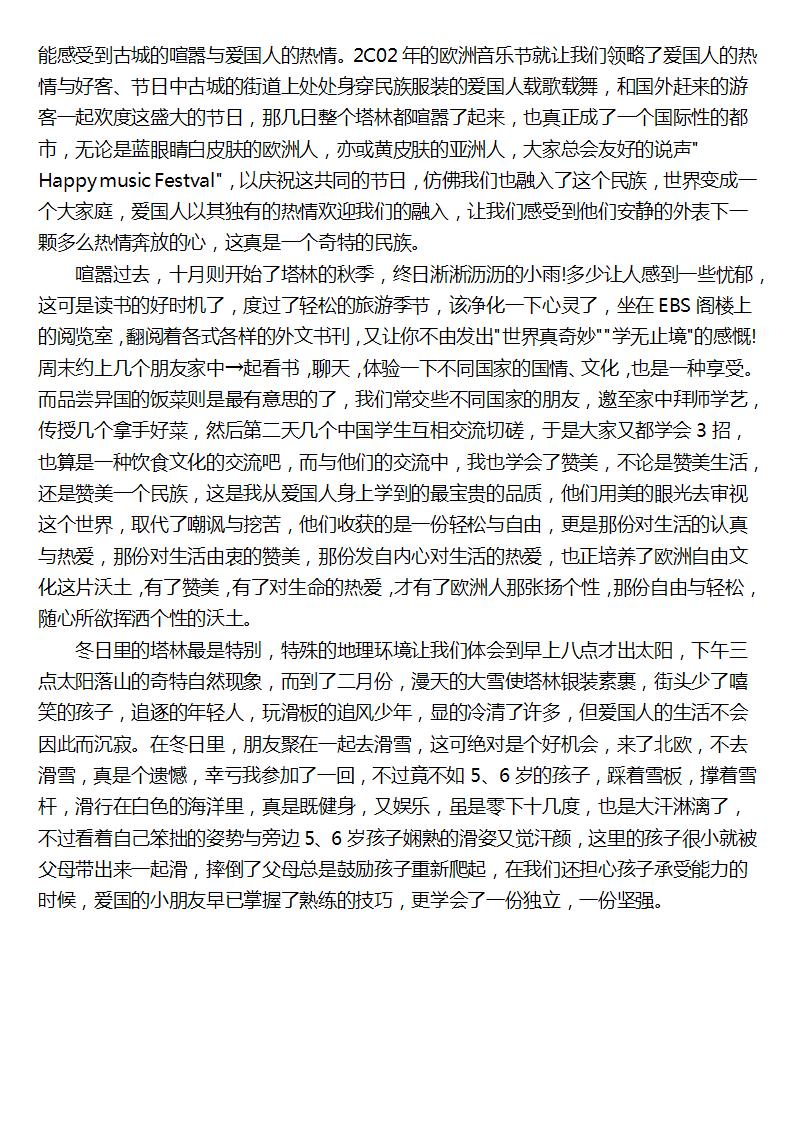 能感受到古城的喧嚣与爱国人的热情。2C02 年的欧洲音乐节就让我们领略了爱国人的热
情与好客、节日中古城的街道上处处身穿民族服装的爱国人载歌载舞，和国外赶来的游
客一起欢度这盛大的节日，那几日整个塔林都喧嚣了起来，也真正成了一个国际性的都
市，无论是蓝眼睛白皮肤的欧洲人，亦或黄皮肤的亚洲人，大家总会友好的说声"
Happy music Festval"，以庆祝这共同的节日，仿佛我们也融入了这个民族，世界变成一
个大家庭，爱国人以其独有的热情欢迎我们的融入，让我们感受到他们安静的外表下一
颗多么热情奔放的心，这真是一个奇特的民族。
喧嚣过去，十月则开始了塔林的秋季，终日淅淅沥沥的小雨!多少让人感到一些忧郁，
这可是读书的好时机了，度过了轻松的旅游季节，该净化一下心灵了，坐在 EBS 阁楼上
的阅览室，翻阅着各式各样的外文书刊，又让你不由发出"世界真奇妙""学无止境"的感慨!
周末约上几个朋友家中→起看书，聊天，体验一下不同国家的国情、文化，也是一种享受。
而品尝异国的饭菜则是最有意思的了，我们常交些不同国家的朋友，邀至家中拜师学艺，
传授几个拿手好菜，然后第二天几个中国学生互相交流切磋，于是大家又都学会 3 招，
也算是一种饮食文化的交流吧，而与他们的交流中，我也学会了赞美，不论是赞美生活，
还是赞美一个民族，这是我从爱国人身上学到的最宝贵的品质，他们用美的眼光去审视
这个世界，取代了嘲讽与挖苦，他们收获的是一份轻松与自由，更是那份对生活的认真
与热爱，那份对生活由衷的赞美，那份发自内心对生活的热爱，也正培养了欧洲自由文
化这片沃土，有了赞美，有了对生命的热爱，才有了欧洲人那张扬个性，那份自由与轻松，
随心所欲挥洒个性的沃土。
冬日里的塔林最是特别，特殊的地理环境让我们体会到早上八点才出太阳，下午三
点太阳落山的奇特自然现象，而到了二月份，漫天的大雪使塔林银装素裹，街头少了嘻
笑的孩子，追逐的年轻人，玩滑板的追风少年，显的冷清了许多，但爱国人的生活不会
因此而沉寂。在冬日里，朋友聚在一起去滑雪，这可绝对是个好机会，来了北欧，不去
滑雪，真是个遗憾，幸亏我参加了一回，不过竟不如 5、6 岁的孩子，踩着雪板，撑着雪
杆，滑行在白色的海洋里，真是既健身，又娱乐，虽是零下十几度，也是大汗淋漓了，
不过看着自己笨拙的姿势与旁边 5、6 岁孩子娴熟的滑姿又觉汗颜，这里的孩子很小就被
父母带出来一起滑，摔倒了父母总是鼓励孩子重新爬起，在我们还担心孩子承受能力的
时候，爱国的小朋友早已掌握了熟练的技巧，更学会了一份独立，一份坚强。